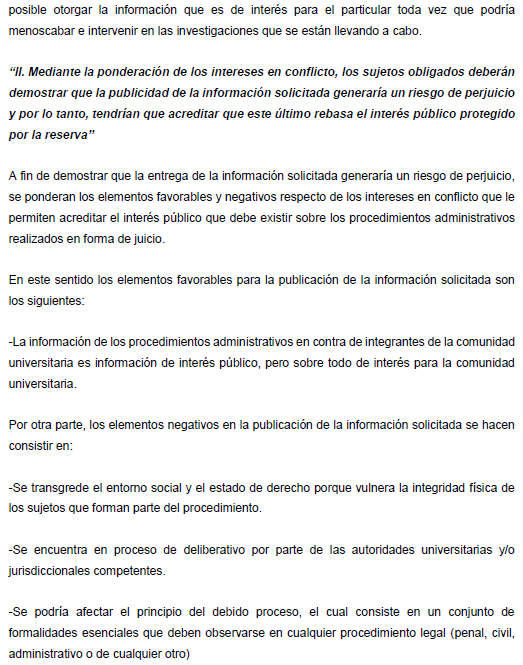 posible otorgar la información que es de interés para el particular toda vez que podría
menoscabar e intervenir en las investigaciones que se están llevando a cabo.
“II. Mediante la ponderación de los intereses en conflicto, los sujetos obligados deberán
demostrar que la publicidad de la información solicitada generaría un riesgo de perjuicio
y por lo tanto, tendrían que acreditar que este último rebasa el interés público protegido
por la reserva”
A fin de demostrar que la entrega de la información solicitada generaría un riesgo de perjuicio,
se ponderan los elementos favorables y negativos respecto de los intereses en conflicto que le
permiten acreditar el interés público que debe existir sobre los procedimientos administrativos
realizados en forma de juicio.
En este sentido los elementos favorables para la publicación de la información solicitada son
los siguientes:
-La información de los procedimientos administrativos en contra de integrantes de la comunidad
universitaria es información de interés público, pero sobre todo de interés para la comunidad
universitaria.
Por otra parte, los elementos negativos en la publicación de la información solicitada se hacen
consistir en:
-Se transgrede el entorno social y el estado de derecho porque vulnera la integridad física de
los sujetos que forman parte del procedimiento.
-Se encuentra en proceso de deliberativo por parte de las autoridades universitarias y/o
jurisdiccionales competentes.
-Se podría afectar el principio del debido proceso, el cual consiste en un conjunto de
formalidades esenciales que deben observarse en cualquier procedimiento legal (penal, civil,
administrativo o de cualquier otro)